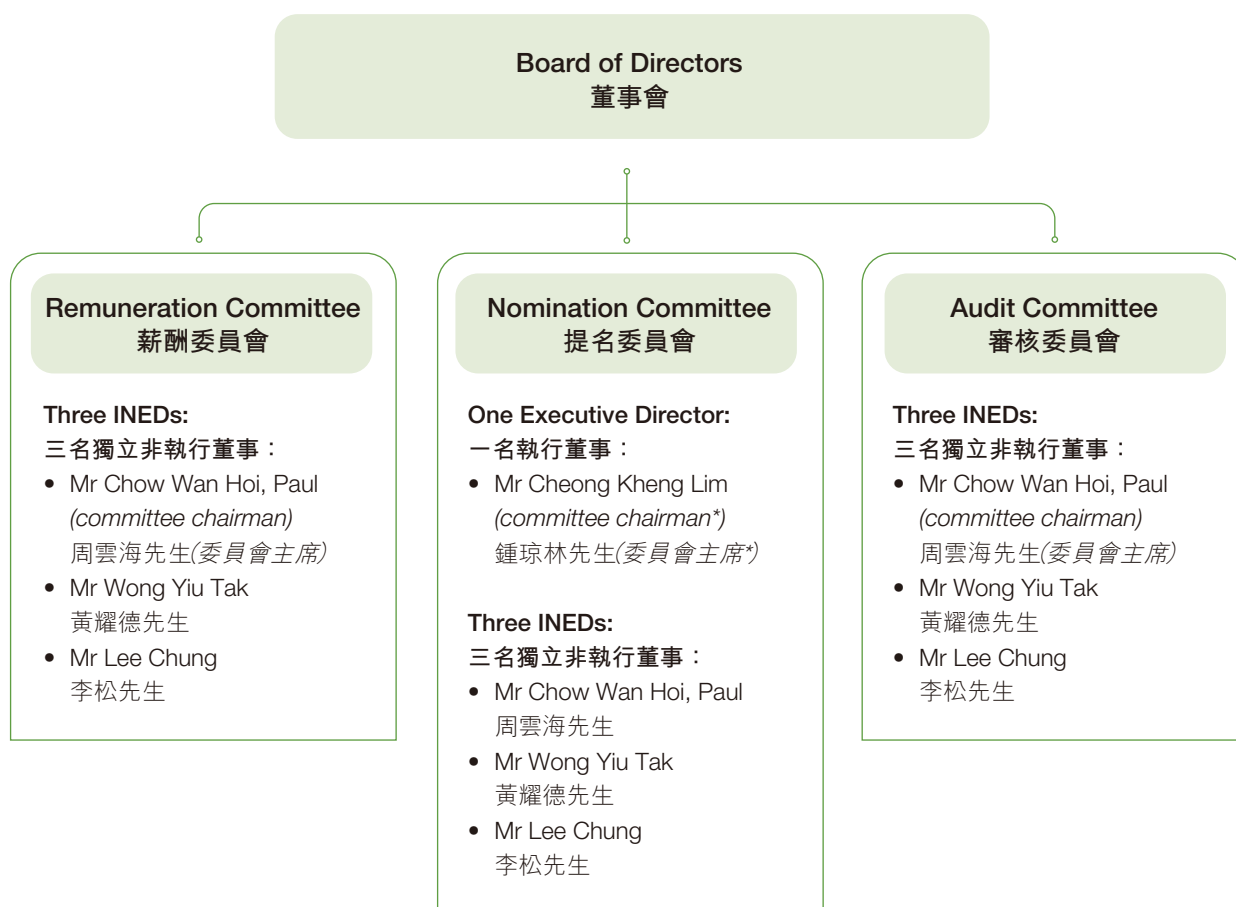 Board of Directors
董事會
Remuneration Committee
薪酬委員會
Three INEDs:
三名獨立非執行董事：
• Mr Chow Wan Hoi, Paul
(committee chairman)
周雲海先生(委員會主席)
• Mr Wong Yiu Tak
黃耀德先生
• Mr Lee Chung
李松先生
Nomination Committee
提名委員會
One Executive Director:
一名執行董事：
• Mr Cheong Kheng Lim
(committee chairman*)
鍾琼林先生(委員會主席*)
Three INEDs:
三名獨立非執行董事：
• Mr Chow Wan Hoi, Paul
周雲海先生
• Mr Wong Yiu Tak
黃耀德先生
• Mr Lee Chung
李松先生
Audit Committee
審核委員會
Three INEDs:
三名獨立非執行董事：
• Mr Chow Wan Hoi, Paul
(committee chairman)
周雲海先生(委員會主席)
• Mr Wong Yiu Tak
黃耀德先生
• Mr Lee Chung
李松先生